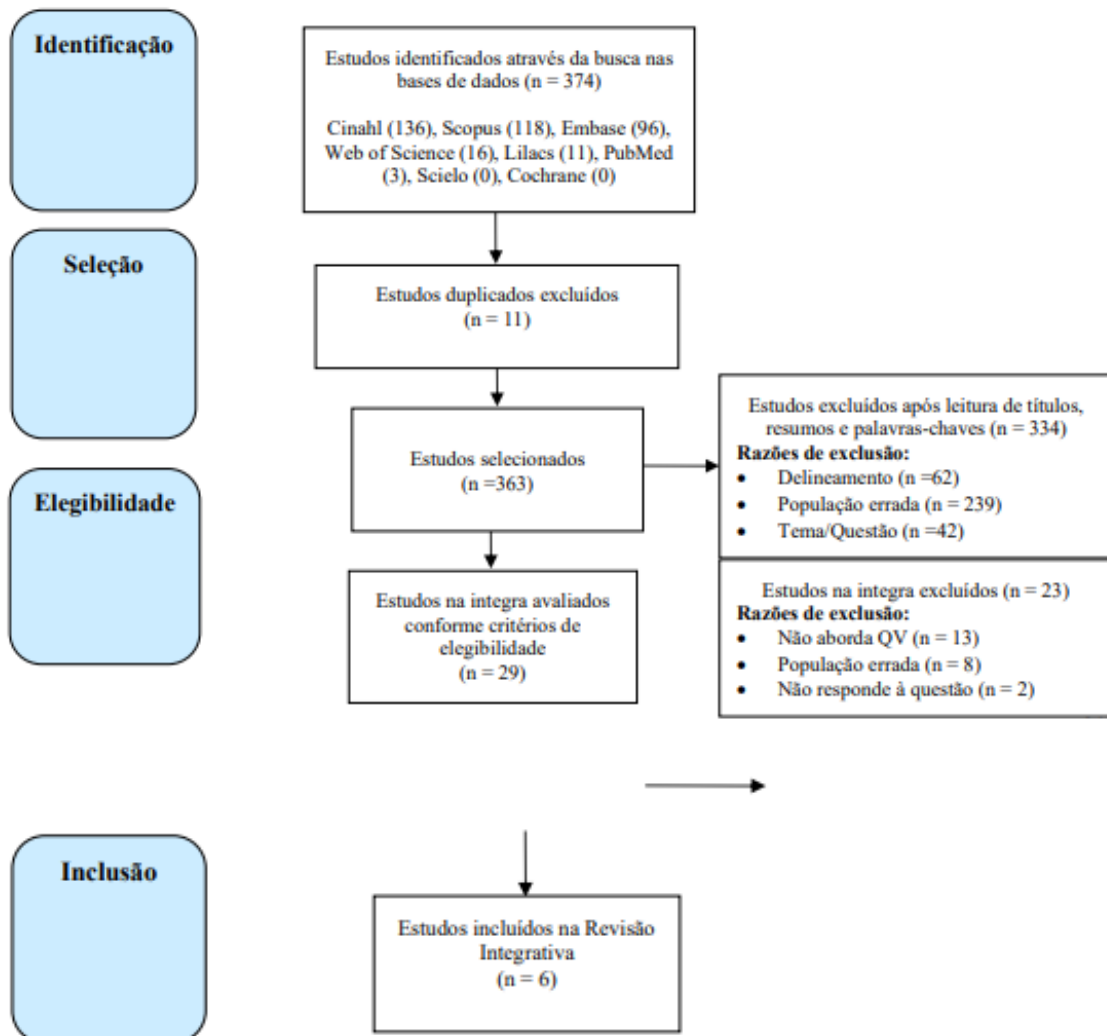 Identificação
Estudos identificados através da busca nas
bases de dados (n = 374)
Cinahl (136), Scopus (118), Embase (96),
Web of Science (16), Lilacs (11), PubMed
(3), Scielo (0), Cochrane (0)
Seleção
Estudos duplicados excluídos
(n = 11)
Estudos selecionados
(n =363)
Estudos excluídos após leitura de títulos,
resumos e palavras-chaves (n = 334)
Razões de exclusão:
• Delineamento (n =62)
• População errada (n = 239)
• Tema/Questão (n =42)
Elegibilidade
Estudos na integra avaliados
conforme critérios de
elegibilidade
(n = 29)
Estudos na integra excluídos (n = 23)
Razões de exclusão:
• Não aborda QV (n = 13)
• População errada (n = 8)
• Não responde à questão (n = 2)
Inclusão
Estudos incluídos na Revisão
Integrativa
(n = 6)